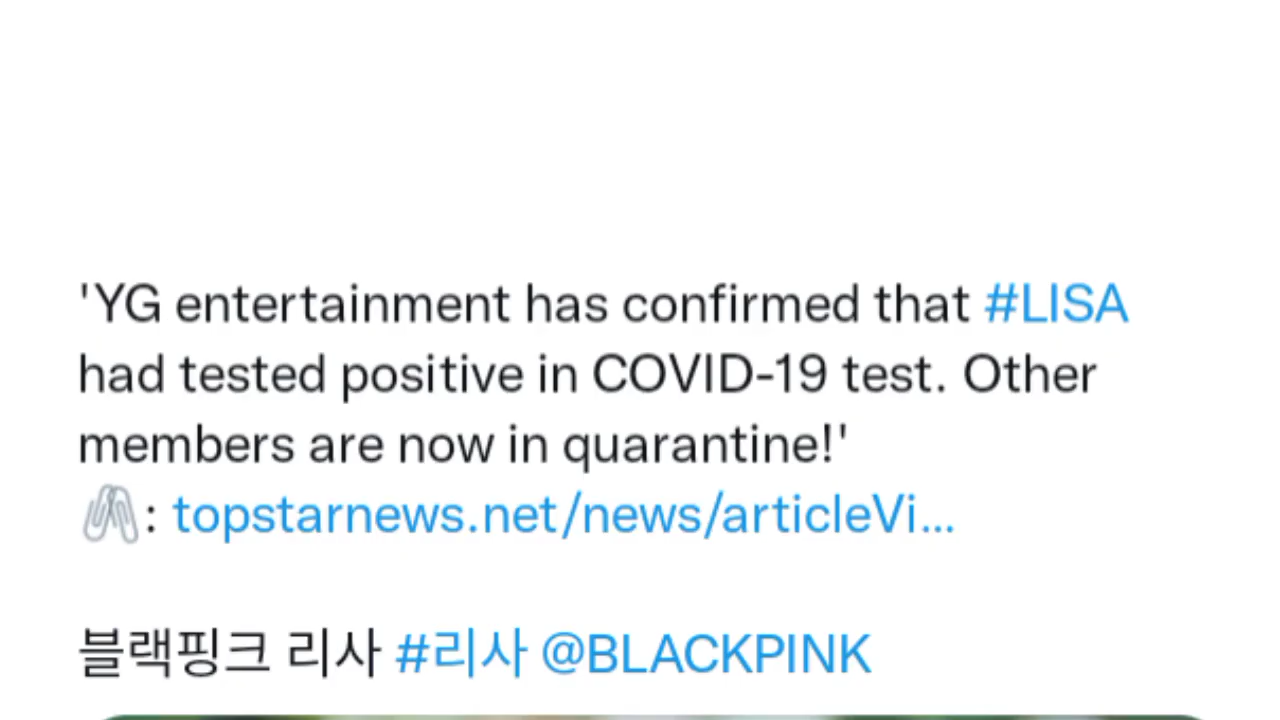 'YG entertainment has confirmed that #LISA
had tested positive in COVID-19 test. Other
members are now in quarantine!'
🖇️: topstarnews.net/news/articleVi...
블랙핑크 리사 #리사 @BLACKPINK